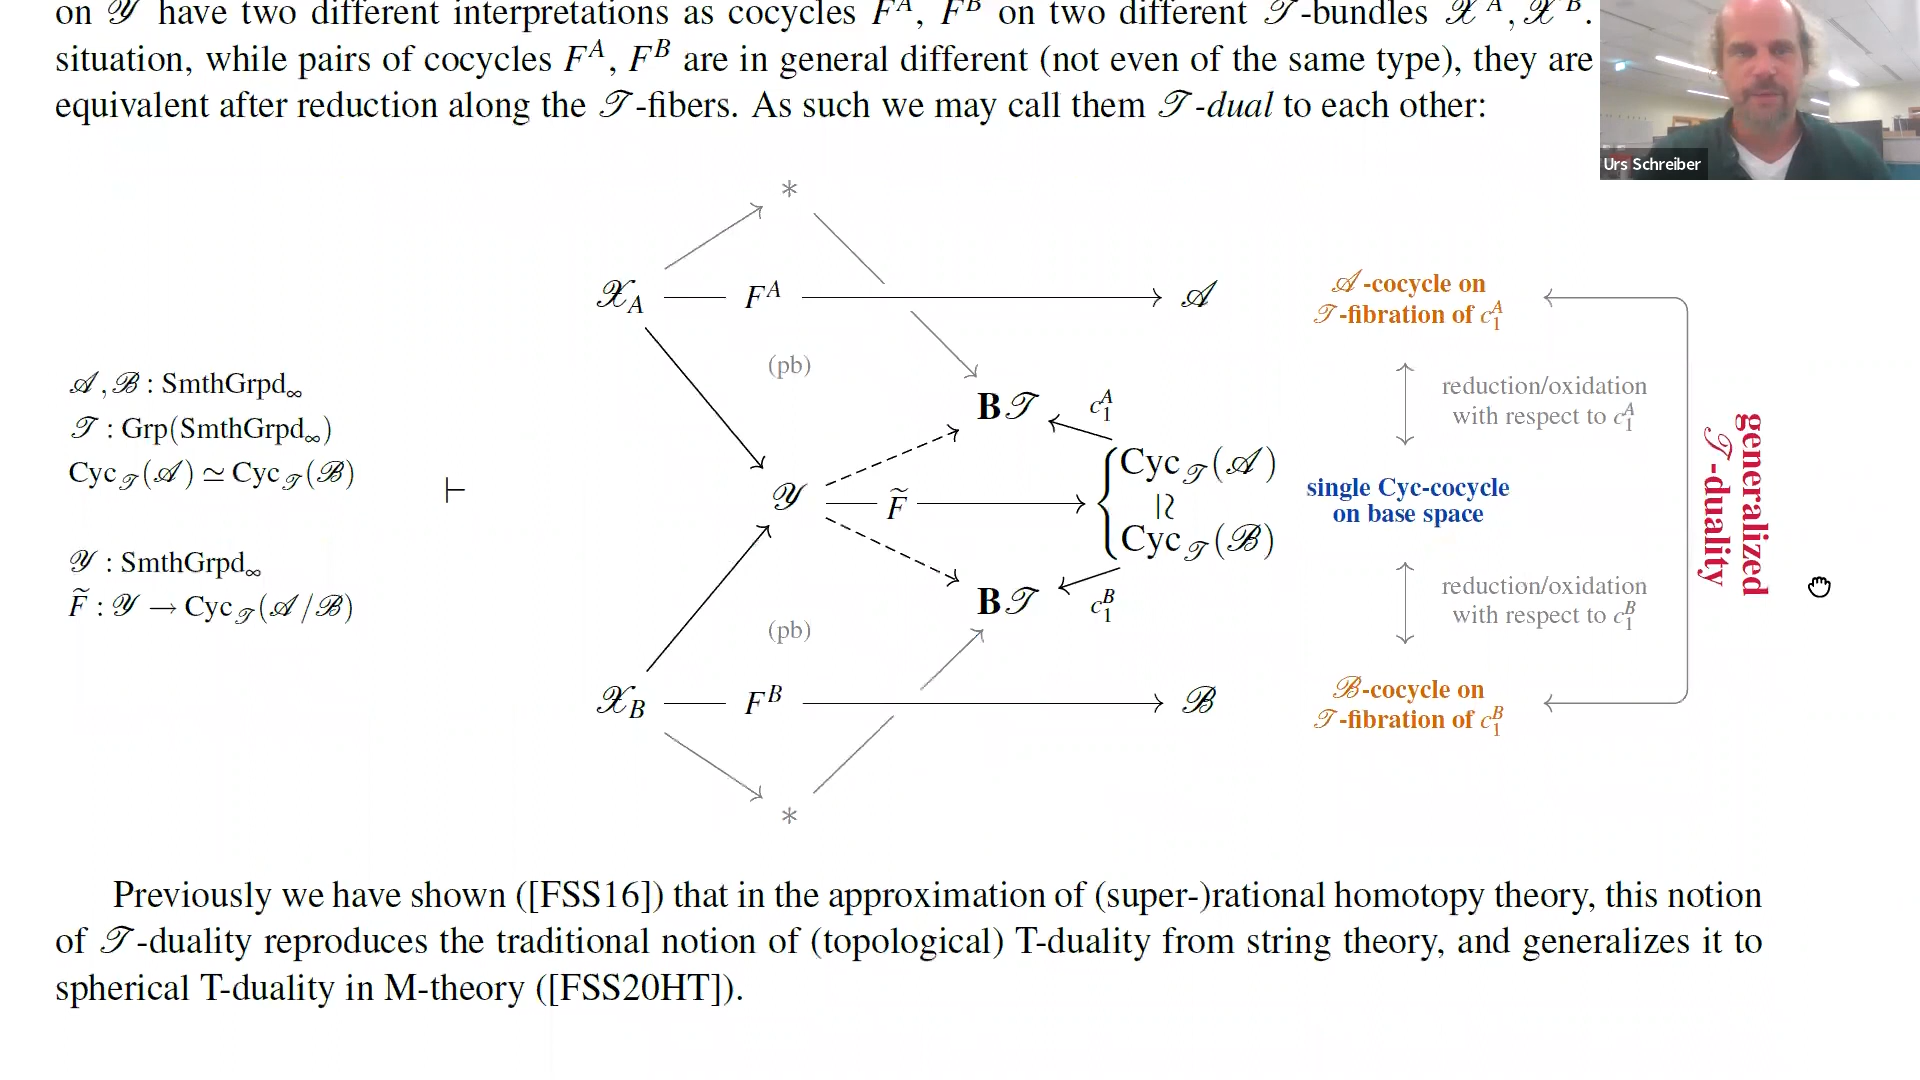 on 𝒴 have two different interpretations as cocycles F^A, F^B on two different 𝒯-bundles 𝒳^A, 𝒳^B.
situation, while pairs of cocycles F^A, F^B are in general different (not even of the same type), they are
equivalent after reduction along the 𝒯-fibers. As such we may call them 𝒯-dual to each other:
Urs Schreiber
*
𝒳_A F^A 𝒜
𝒜-cocycle on
𝒯-fibration of c_1^A
(pb)
𝒜, ℬ : SmthGrpd_∞
𝒯 : Grp(SmthGrpd_∞)
Cyc_𝒯(𝒜) ≃ Cyc_𝒯(ℬ)
⊢
𝒴 : SmthGrpd_∞
F̃ : 𝒴 → Cyc_𝒯(𝒜/ℬ)
B𝒯 c_1^A
reduction/oxidation
with respect to c_1^A
𝒴 F̃
Cyc_𝒯(𝒜)
≀|
Cyc_𝒯(ℬ)
single Cyc-cocycle
on base space
generalized
𝒯-duality
B𝒯 c_1^B
reduction/oxidation
with respect to c_1^B
(pb)
𝒳_B F^B ℬ
ℬ-cocycle on
𝒯-fibration of c_1^B
*
Previously we have shown ([FSS16]) that in the approximation of (super-)rational homotopy theory, this notion
of 𝒯-duality reproduces the traditional notion of (topological) T-duality from string theory, and generalizes it to
spherical T-duality in M-theory ([FSS20HT]).